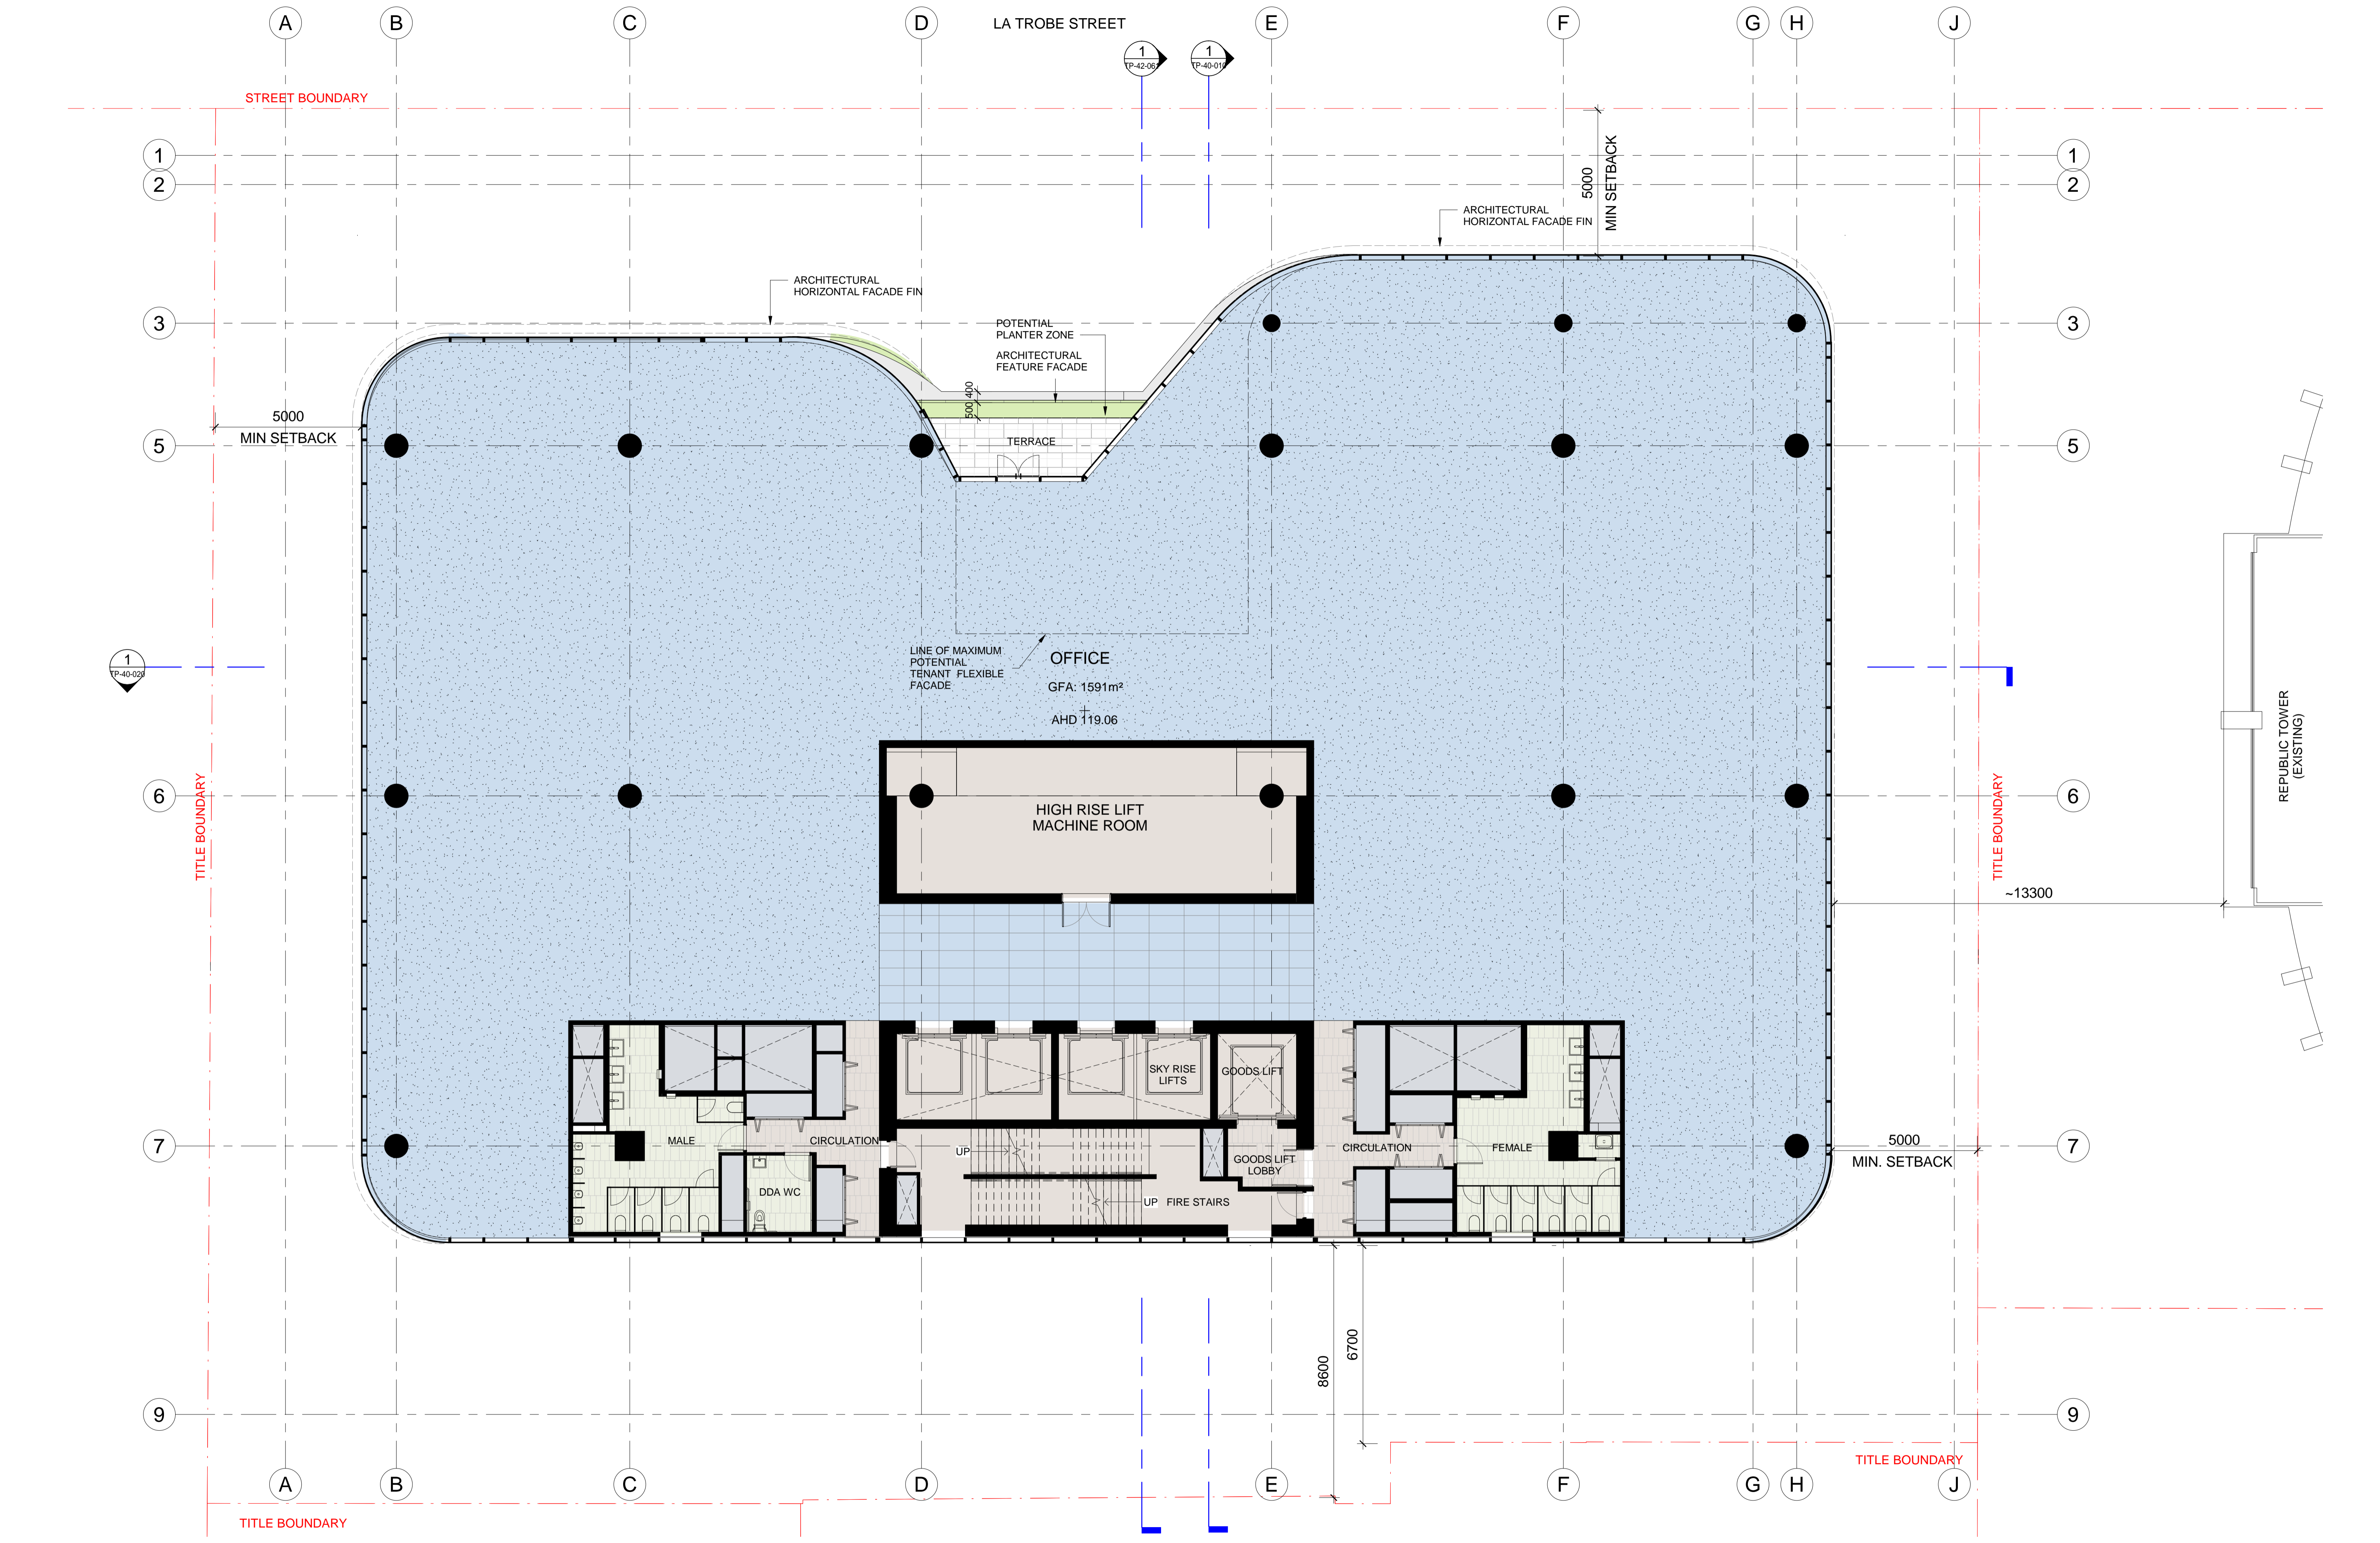 A
B
C
D
LA TROBE STREET
E
F
G
H
J
1
TP-42-06
1
TP-40-010
STREET BOUNDARY
1
1
2
2
5000
MIN SETBACK
ARCHITECTURAL
HORIZONTAL FACADE FIN
ARCHITECTURAL
HORIZONTAL FACADE FIN
3
3
POTENTIAL
PLANTER ZONE
ARCHITECTURAL
FEATURE FACADE
400
500
5000
MIN SETBACK
TERRACE
5
5
LINE OF MAXIMUM
POTENTIAL
TENANT FLEXIBLE
FACADE
OFFICE
GFA: 1591m²
AHD 119.06
1
TP-40-020
REPUBLIC TOWER
(EXISTING)
TITLE BOUNDARY
TITLE BOUNDARY
6
6
HIGH RISE LIFT
MACHINE ROOM
~13300
SKY RISE
LIFTS
GOODS LIFT
MALE
CIRCULATION
UP
GOODS LIFT
LOBBY
CIRCULATION
FEMALE
7
7
5000
MIN. SETBACK
DDA WC
UP
FIRE STAIRS
8600
6700
9
9
TITLE BOUNDARY
A
B
C
D
E
F
G
H
J
TITLE BOUNDARY